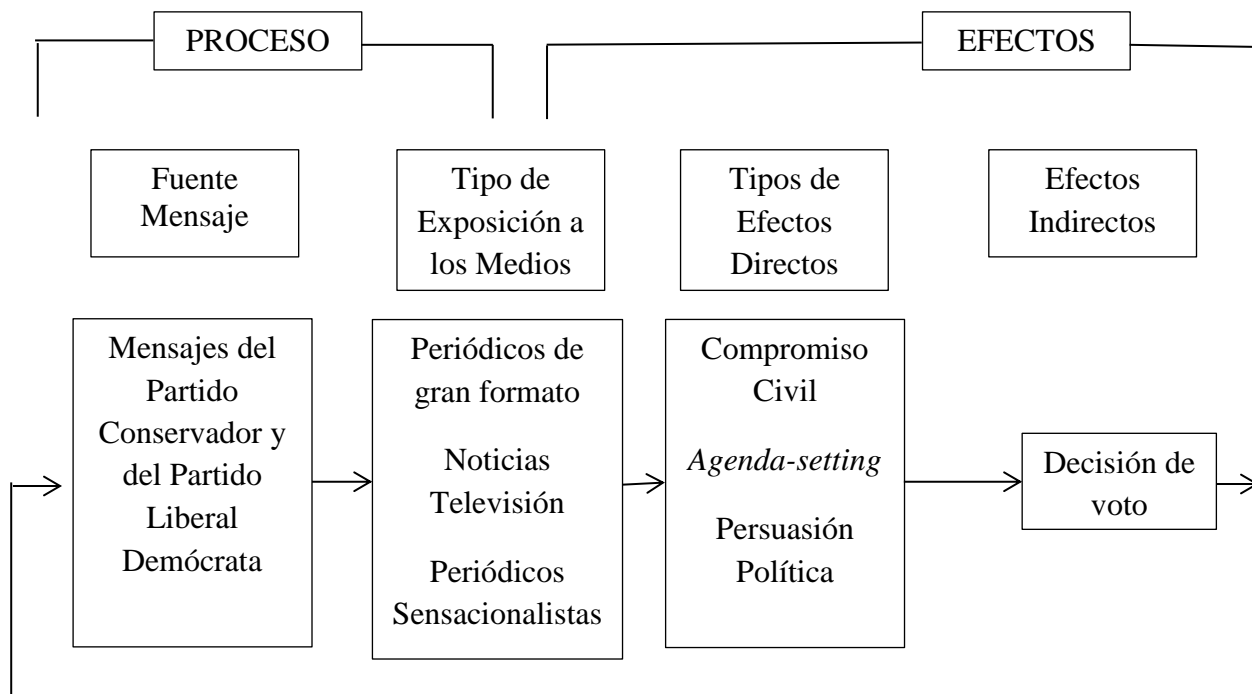 PROCESO
EFECTOS
Fuente
Mensaje
Tipo de
Exposición a
los Medios
Tipos de
Efectos
Directos
Efectos
Indirectos
Mensajes del
Partido
Conservador y
del Partido
Liberal
Demócrata
Periódicos de
gran formato
Noticias
Televisión
Periódicos
Sensacionalistas
Compromiso
Civil
Agenda-setting
Persuasión
Política
Decisión de
voto